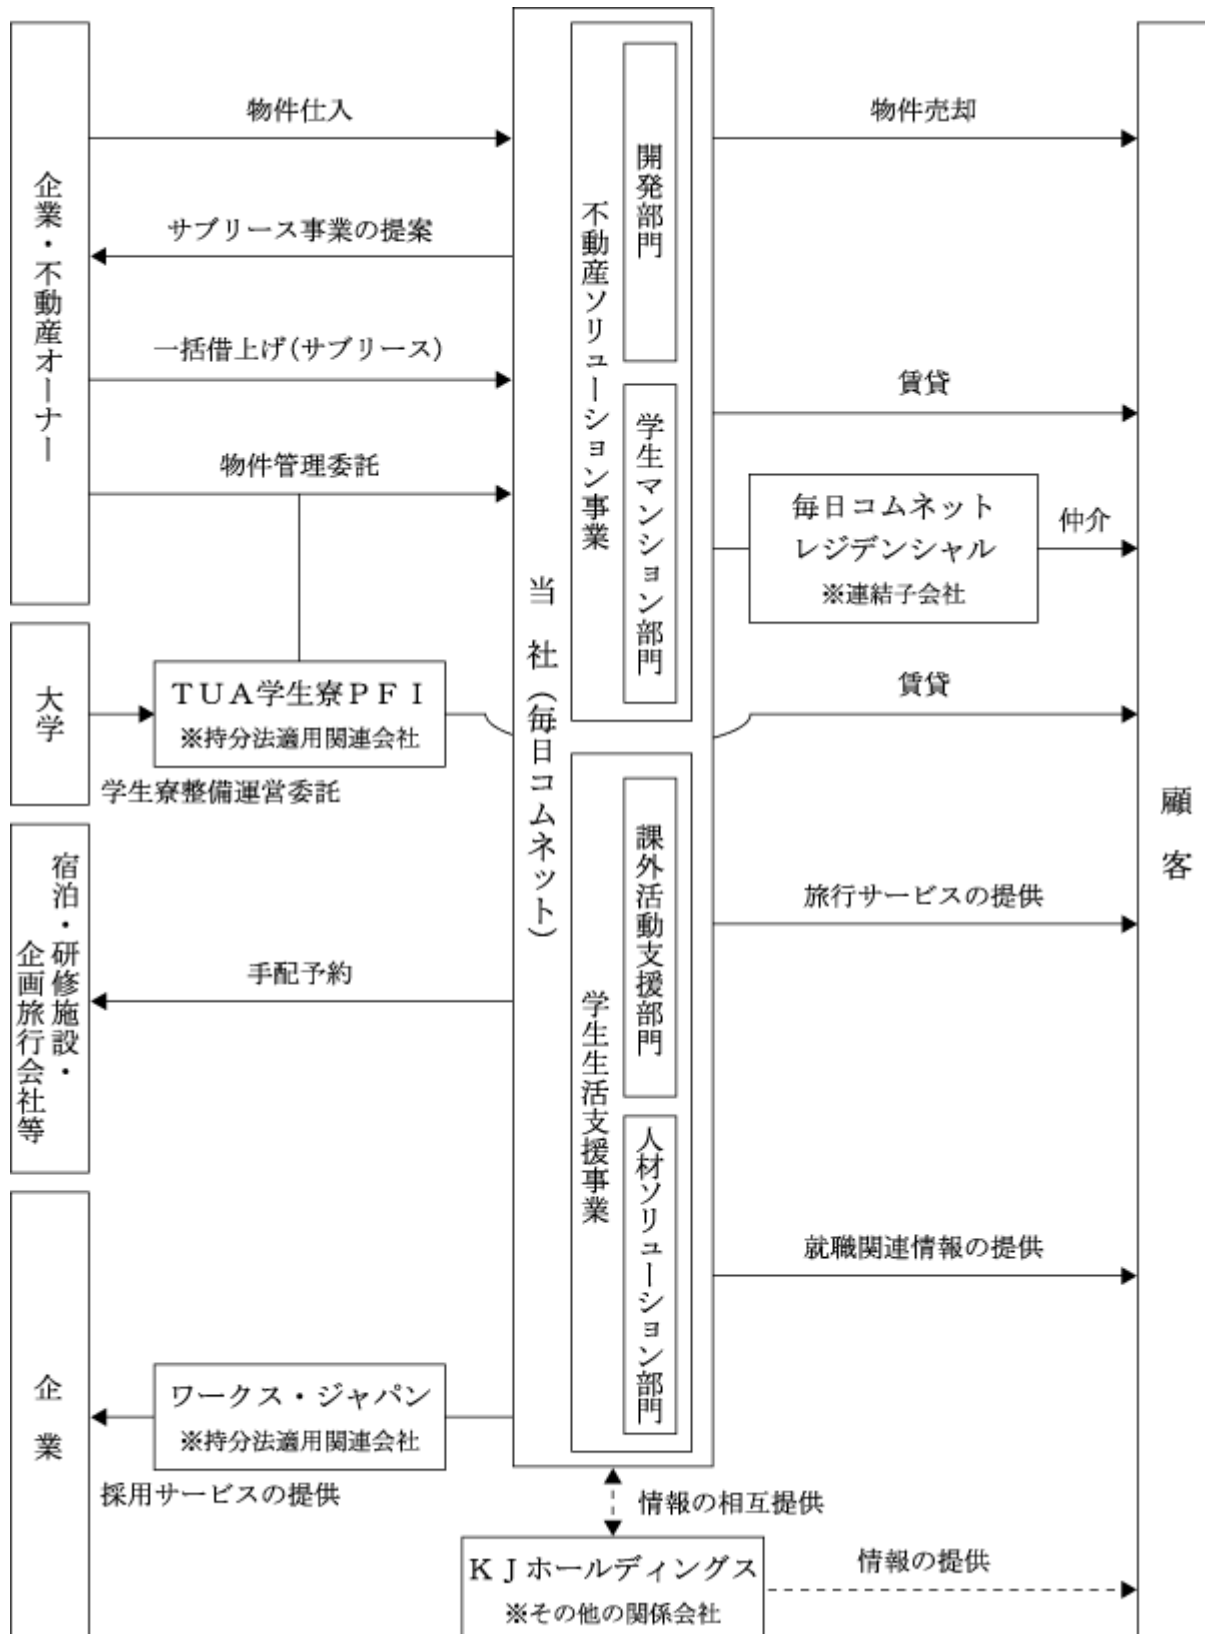 企業・不動産オーナー
物件仕入
サブリース事業の提案
一括借上げ(サブリース)
物件管理委託
大学
TUA学生寮PFI
※持分法適用関連会社
学生寮整備運営委託
宿泊・研修施設・
企画旅行会社等
手配予約
企業
ワークス・ジャパン
※持分法適用関連会社
採用サービスの提供
当社(毎日コムネット)
不動産ソリューション事業
開発部門
学生マンション部門
学生生活支援事業
課外活動支援部門
人材ソリューション部門
物件売却
賃貸
毎日コムネット
レジデンシャル
※連結子会社
仲介
賃貸
旅行サービスの提供
就職関連情報の提供
情報の相互提供
KJホールディングス
※その他の関係会社
情報の提供
顧客